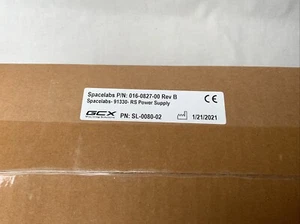 Spacelabs P/N: 016-0827-00 Rev B
Spacelabs- 91330- RS Power Supply
CE
GCX PN: SL-0080-02 1/21/2021